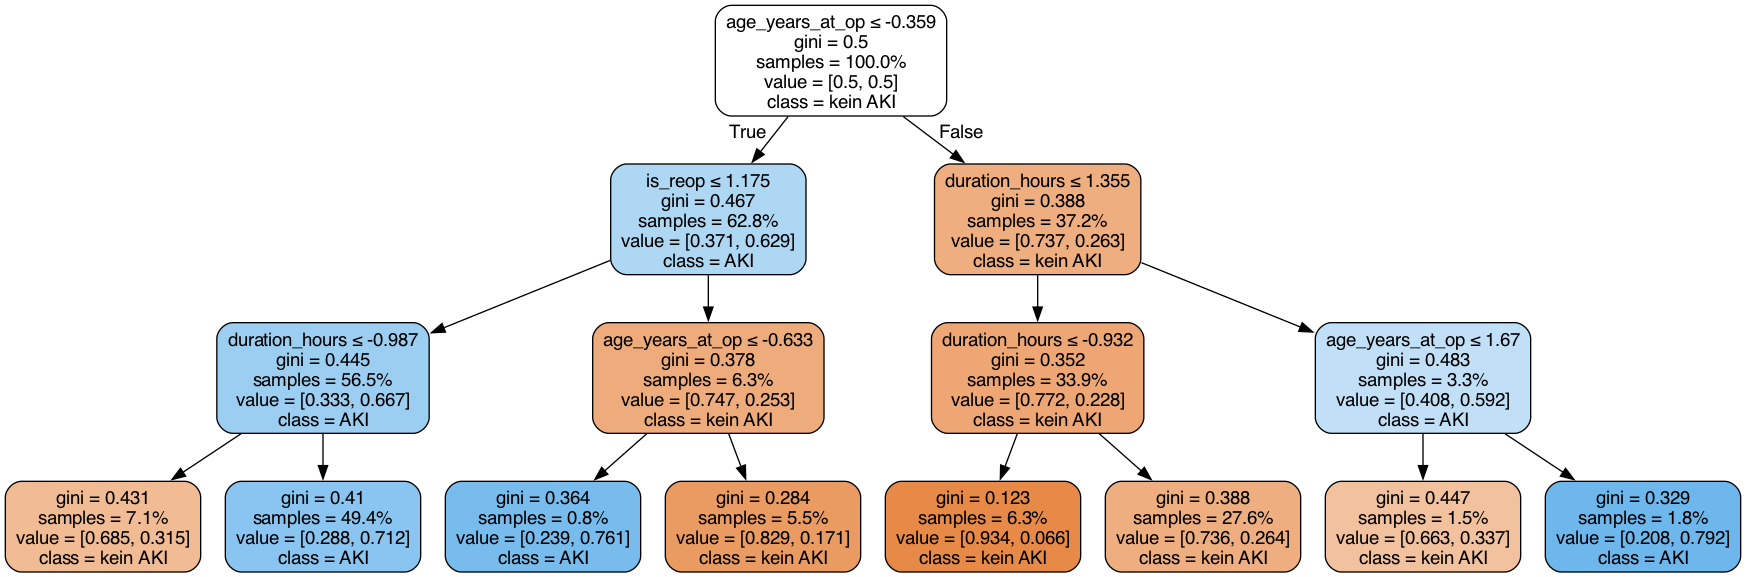 age_years_at_op ≤ -0.359
gini = 0.5
samples = 100.0%
value = [0.5, 0.5]
class = kein AKI
True
False
is_reop ≤ 1.175
gini = 0.467
samples = 62.8%
value = [0.371, 0.629]
class = AKI
duration_hours ≤ 1.355
gini = 0.388
samples = 37.2%
value = [0.737, 0.263]
class = kein AKI
duration_hours ≤ -0.987
gini = 0.445
samples = 56.5%
value = [0.333, 0.667]
class = AKI
age_years_at_op ≤ -0.633
gini = 0.378
samples = 6.3%
value = [0.747, 0.253]
class = kein AKI
duration_hours ≤ -0.932
gini = 0.352
samples = 33.9%
value = [0.772, 0.228]
class = kein AKI
age_years_at_op ≤ 1.67
gini = 0.483
samples = 3.3%
value = [0.408, 0.592]
class = AKI
gini = 0.431
samples = 7.1%
value = [0.685, 0.315]
class = kein AKI
gini = 0.41
samples = 49.4%
value = [0.288, 0.712]
class = AKI
gini = 0.364
samples = 0.8%
value = [0.239, 0.761]
class = AKI
gini = 0.284
samples = 5.5%
value = [0.829, 0.171]
class = kein AKI
gini = 0.123
samples = 6.3%
value = [0.934, 0.066]
class = kein AKI
gini = 0.388
samples = 27.6%
value = [0.736, 0.264]
class = kein AKI
gini = 0.447
samples = 1.5%
value = [0.663, 0.337]
class = kein AKI
gini = 0.329
samples = 1.8%
value = [0.208, 0.792]
class = AKI